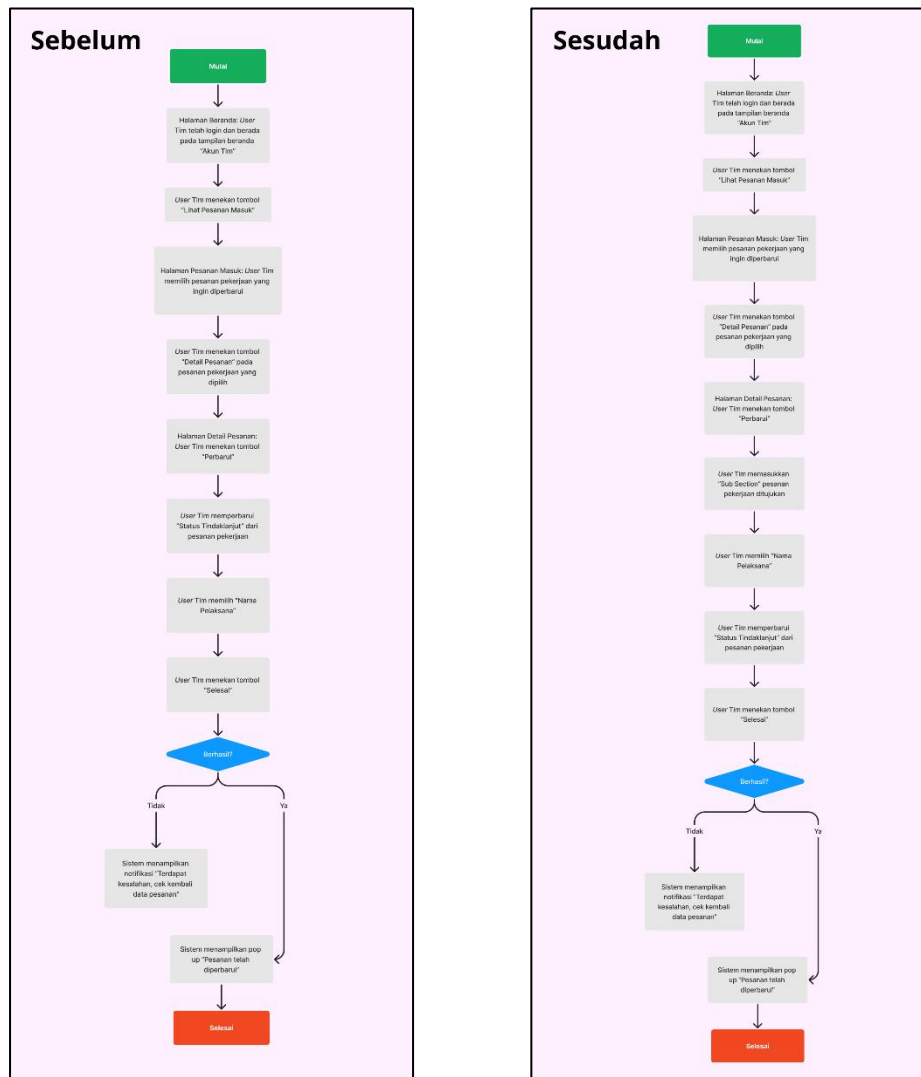 Sebelum
Mulai
Halaman Beranda: User
Tim telah login dan berada
pada tampilan beranda
"Akun Tim"
User Tim menekan tombol
"Lihat Pesanan Masuk"
Halaman Pesanan Masuk: User Tim
memilih pesanan pekerjaan yang
ingin diperbarui
User Tim menekan tombol
"Detail Pesanan" pada
pesanan pekerjaan yang
dipilih
Halaman Detail Pesanan:
User Tim menekan tombol
"Perbarui"
User Tim memperbarui
"Status Tindaklanjut" dari
pesanan pekerjaan
User Tim memilih "Nama
Pelaksana"
User Tim menekan tombol
"Selesai"
Berhasil?
Tidak
Ya
Sistem menampilkan
notifikasi "Terdapat
kesalahan, cek kembali
data pesanan"
Sistem menampilkan pop
up "Pesanan telah
diperbarui"
Selesai
Sesudah
Mulai
Halaman Beranda: User
Tim telah login dan berada
pada tampilan beranda
"Akun Tim"
User Tim menekan tombol
"Lihat Pesanan Masuk"
Halaman Pesanan Masuk: User Tim
memilih pesanan pekerjaan yang
ingin diperbarui
User Tim menekan tombol
"Detail Pesanan" pada
pesanan pekerjaan yang
dipilih
Halaman Detail Pesanan:
User Tim menekan tombol
"Perbarui"
User Tim memasukkan
"Sub Section" pesanan
pekerjaan ditujukan
User Tim memilih "Nama
Pelaksana"
User Tim memperbarui
"Status Tindaklanjut" dari
pesanan pekerjaan
User Tim menekan tombol
"Selesai"
Berhasil?
Tidak
Ya
Sistem menampilkan
notifikasi "Terdapat
kesalahan, cek kembali
data pesanan"
Sistem menampilkan pop
up "Pesanan telah
diperbarui"
Selesai